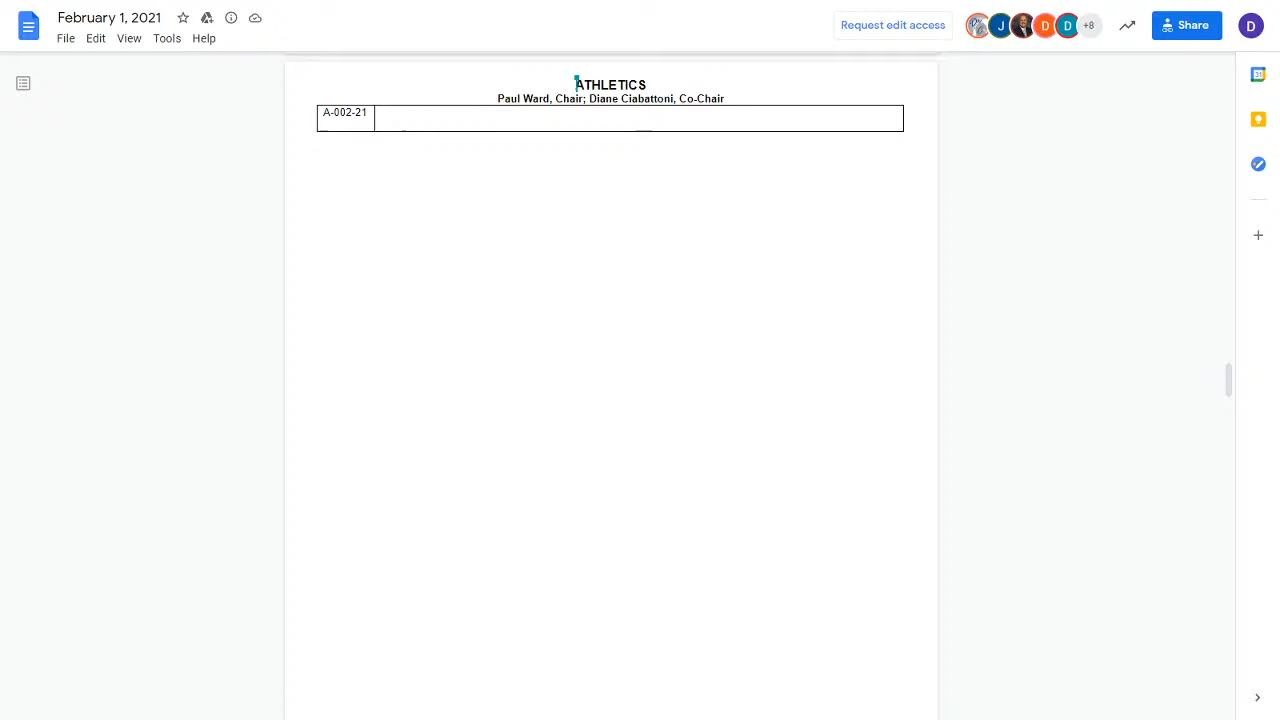 February 1, 2021
File Edit View Tools Help
Request edit access
J
D
D
+8
Share
D
31
ATHLETICS
Paul Ward, Chair; Diane Ciabattoni, Co-Chair
A-002-21